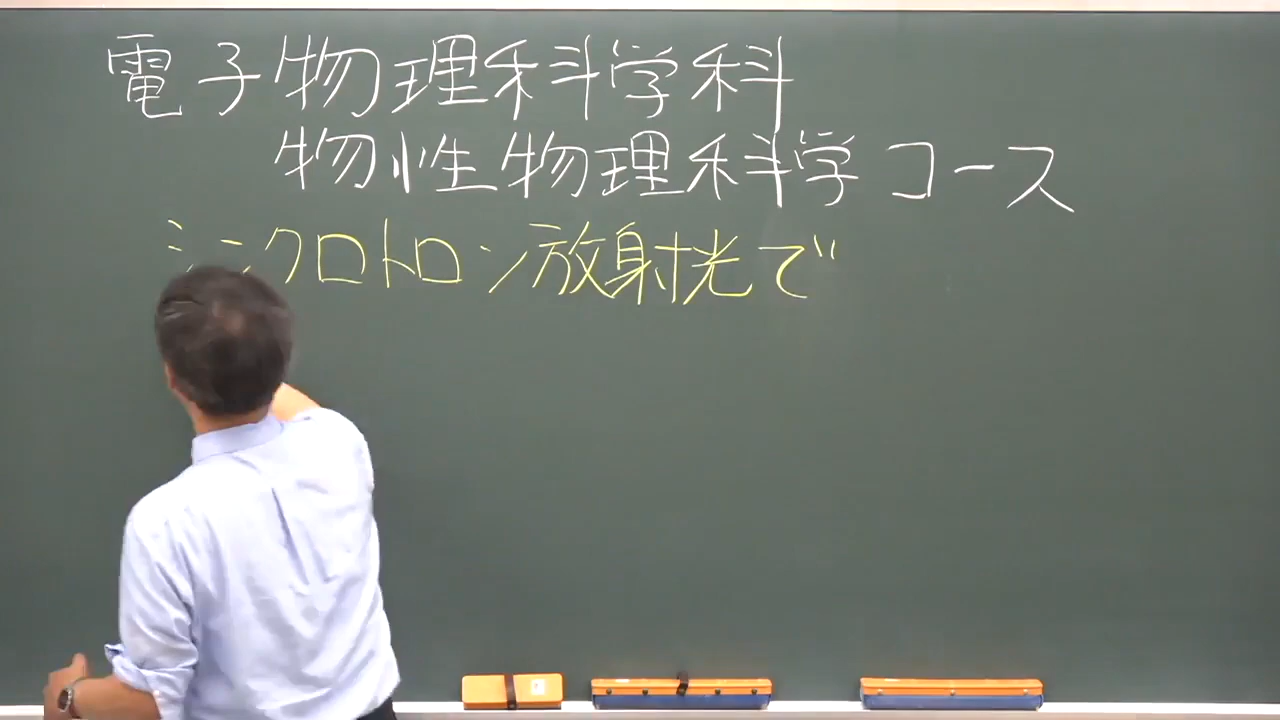 電子物理科学科
物性物理科学コース
シンクロトロン放射光で